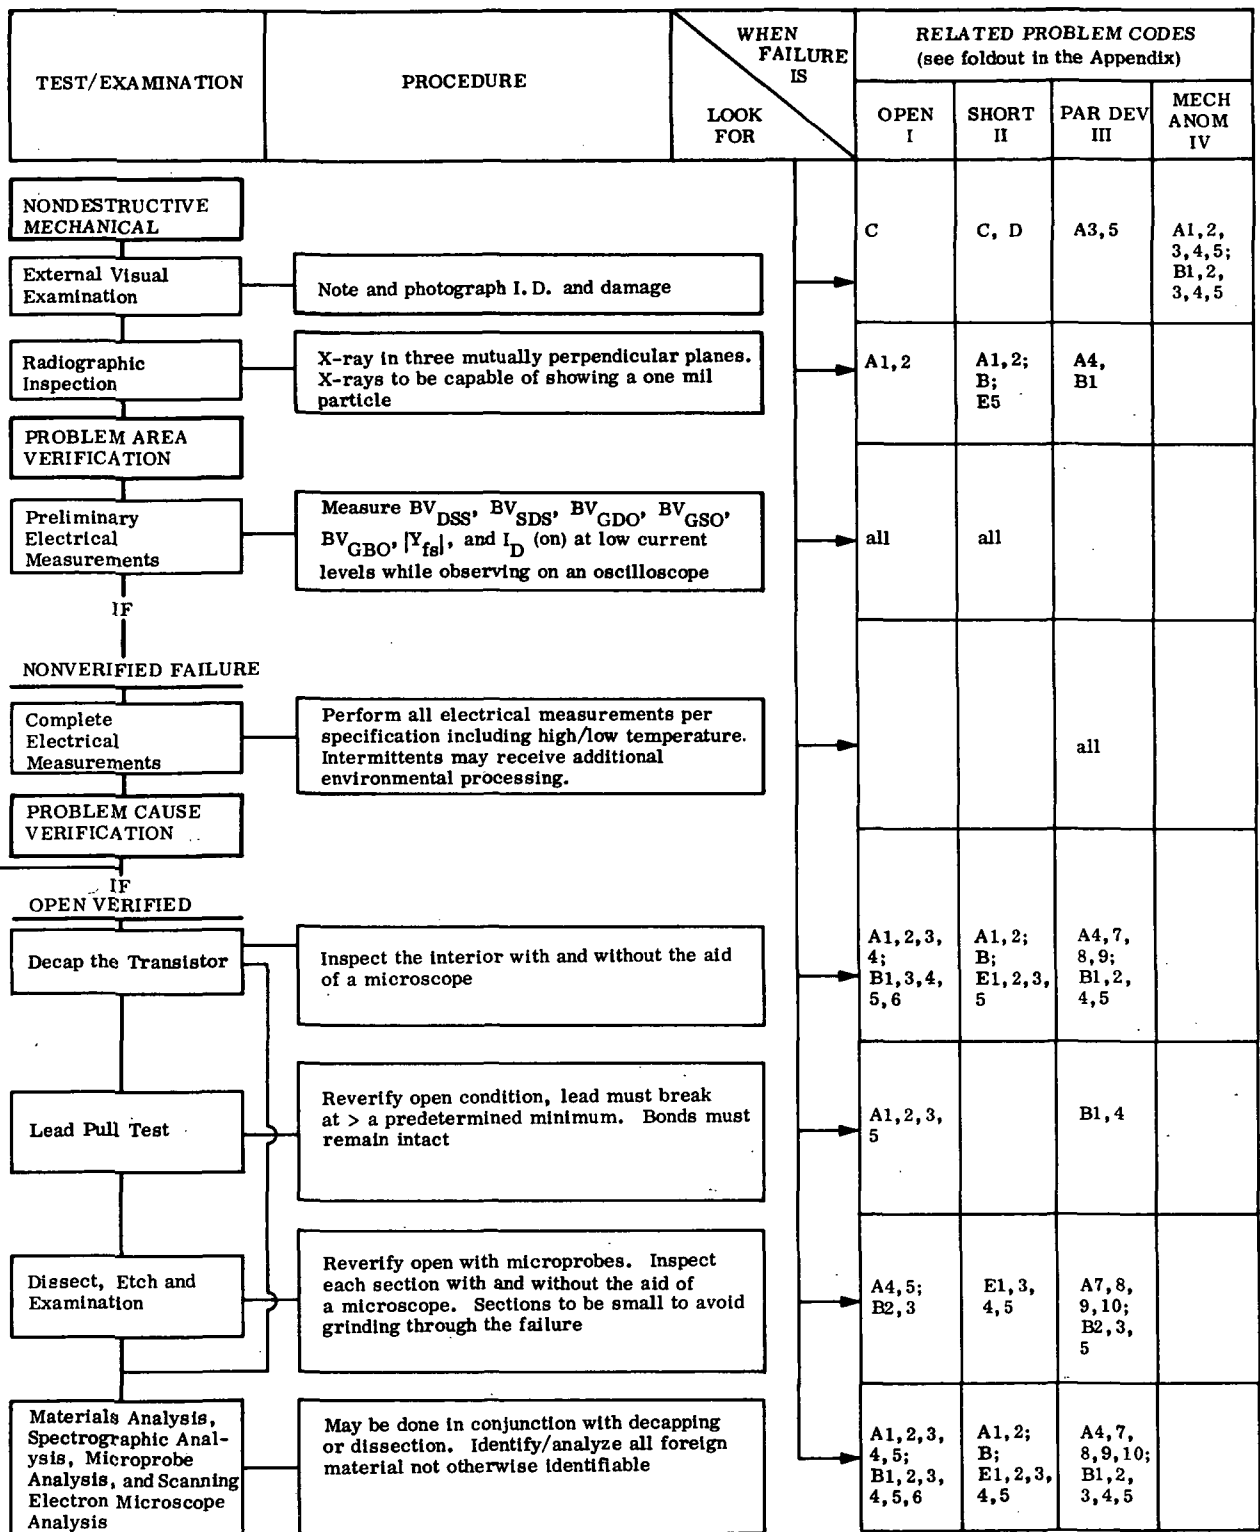 TEST/EXAMINATION
PROCEDURE
WHEN
FAILURE
IS
LOOK
FOR
RELATED PROBLEM CODES
(see foldout in the Appendix)
OPEN
I
SHORT
II
PAR DEV
III
MECH
ANOM
IV
NONDESTRUCTIVE
MECHANICAL
External Visual
Examination
Note and photograph I. D. and damage
C
C, D
A3,5
A1,2,
3,4,5;
B1,2,
3,4,5
Radiographic
Inspection
X-ray in three mutually perpendicular planes.
X-rays to be capable of showing a one mil
particle
A1,2
A1,2;
B;
E5
A4,
B1
PROBLEM AREA
VERIFICATION
Preliminary
Electrical
Measurements
Measure BV_DSS, BV_SDS, BV_GDO, BV_GSO,
BV_GBO, |Y_fs|, and I_D (on) at low current
levels while observing on an oscilloscope
all
all
IF
NONVERIFIED FAILURE
Complete
Electrical
Measurements
Perform all electrical measurements per
specification including high/low temperature.
Intermittents may receive additional
environmental processing.
all
PROBLEM CAUSE
VERIFICATION
IF
OPEN VERIFIED
Decap the Transistor
Inspect the interior with and without the aid
of a microscope
A1,2,3,
4;
B1,3,4,
5,6
A1,2;
B;
E1,2,3,
5
A4,7,
8,9;
B1,2,
4,5
Lead Pull Test
Reverify open condition, lead must break
at > a predetermined minimum. Bonds must
remain intact
A1,2,3,
5
B1,4
Dissect, Etch and
Examination
Reverify open with microprobes. Inspect
each section with and without the aid of
a microscope. Sections to be small to avoid
grinding through the failure
A4,5;
B2,3
E1,3,
4,5
A7,8,
9,10;
B2,3,
5
Materials Analysis,
Spectrographic Anal-
ysis, Microprobe
Analysis, and Scanning
Electron Microscope
Analysis
May be done in conjunction with decapping
or dissection. Identify/analyze all foreign
material not otherwise identifiable
A1,2,3,
4,5;
B1,2,3,
4,5,6
A1,2;
B;
E1,2,3,
4,5
A4,7,
8,9,10;
B1,2,
3,4,5